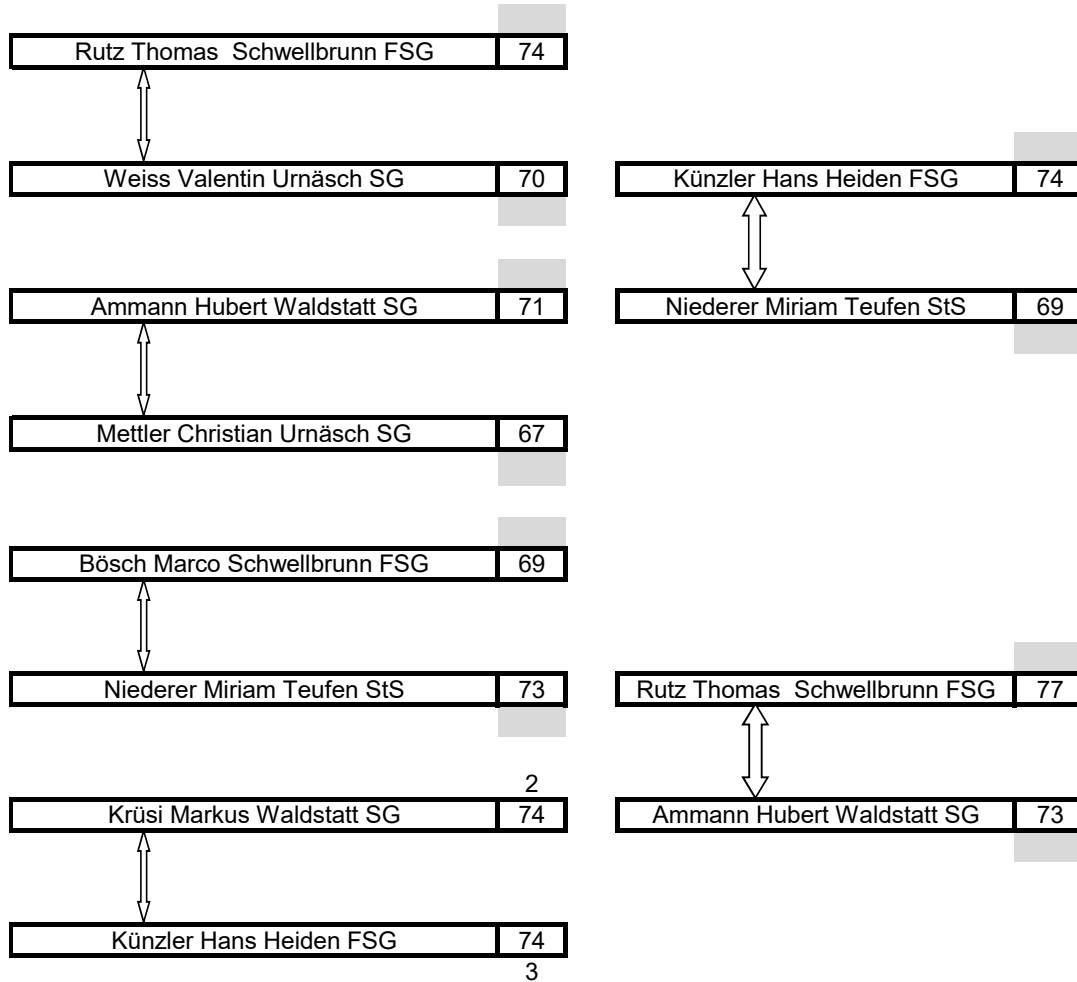 Rutz Thomas  Schwellbrunn FSG 74
Weiss Valentin Urnäsch SG 70
Ammann Hubert Waldstatt SG 71
Mettler Christian Urnäsch SG 67
Bösch Marco Schwellbrunn FSG 69
Niederer Miriam Teufen StS 73
2
Krüsi Markus Waldstatt SG 74
Künzler Hans Heiden FSG 74
3
Künzler Hans Heiden FSG 74
Niederer Miriam Teufen StS 69
Rutz Thomas  Schwellbrunn FSG 77
Ammann Hubert Waldstatt SG 73